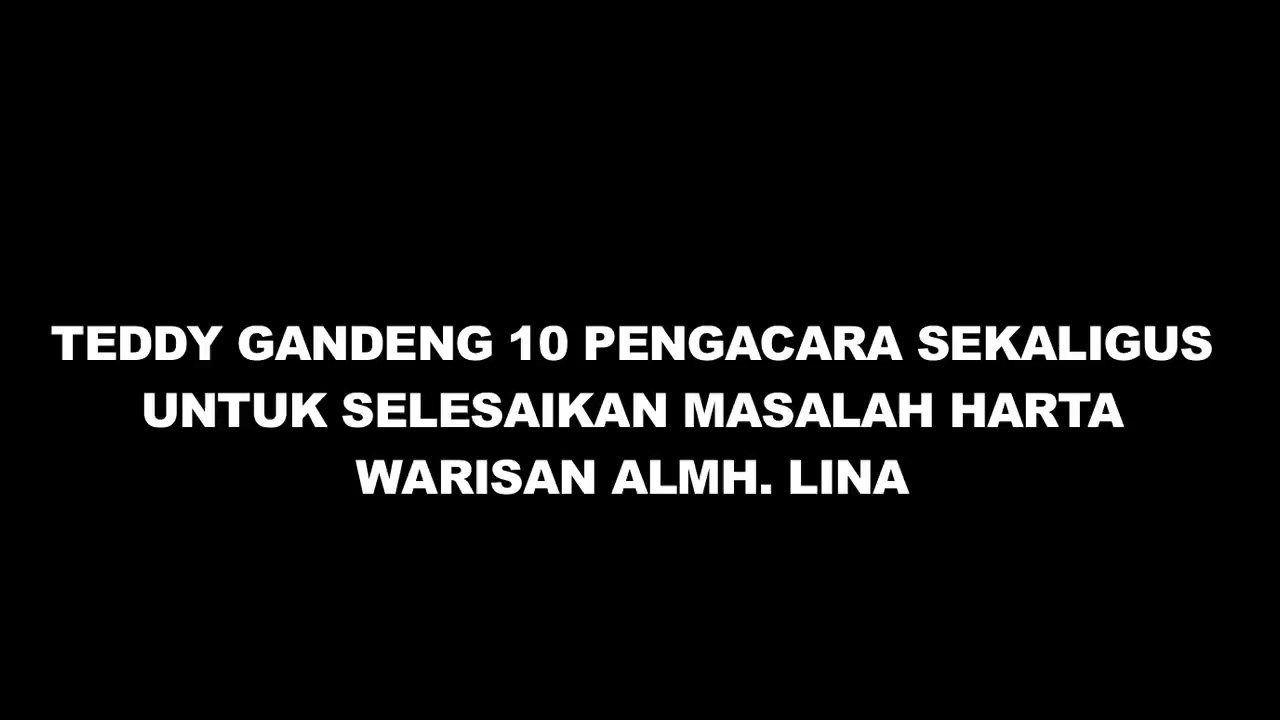 TEDDY GANDENG 10 PENGACARA SEKALIGUS
UNTUK SELESAIKAN MASALAH HARTA
WARISAN ALMH. LINA